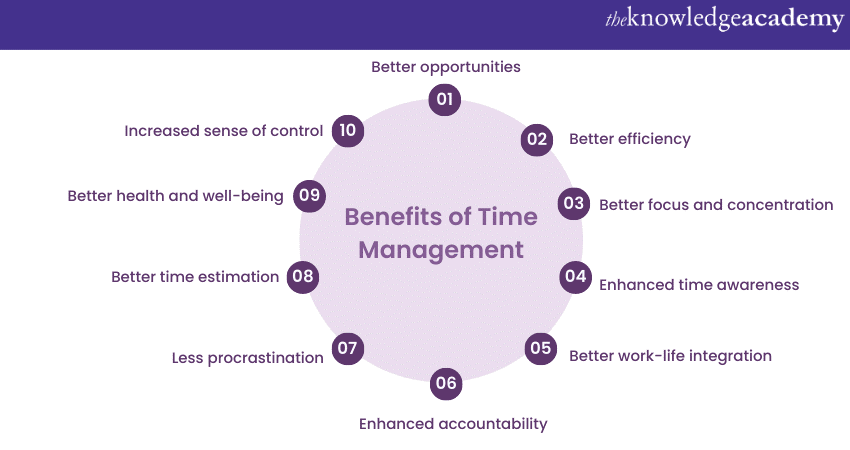 theknowledgeacademy
Better opportunities
01
02
Better efficiency
03
Better focus and concentration
04
Enhanced time awareness
05
Better work-life integration
06
Enhanced accountability
07
Less procrastination
08
Better time estimation
09
Better health and well-being
10
Increased sense of control
Benefits of Time
Management